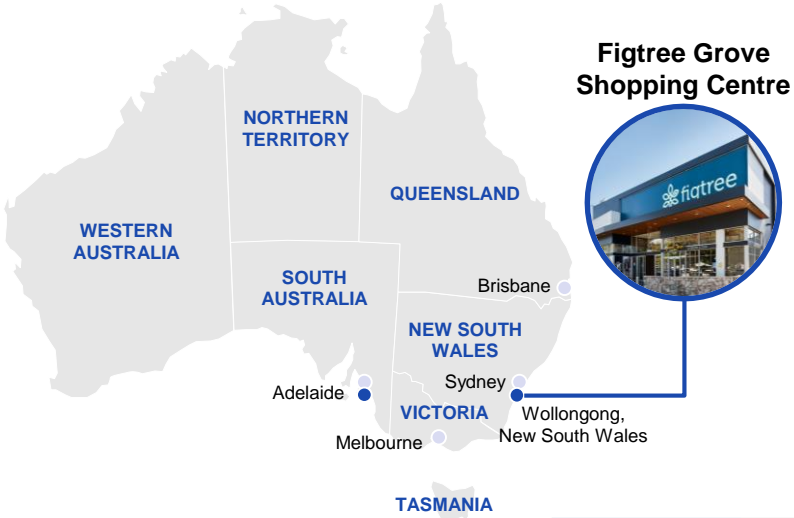 Figtree Grove
Shopping Centre
figtree
NORTHERN
TERRITORY
QUEENSLAND
WESTERN
AUSTRALIA
SOUTH
AUSTRALIA
Brisbane
NEW SOUTH
WALES
Sydney
Adelaide
VICTORIA
Wollongong,
New South Wales
Melbourne
TASMANIA